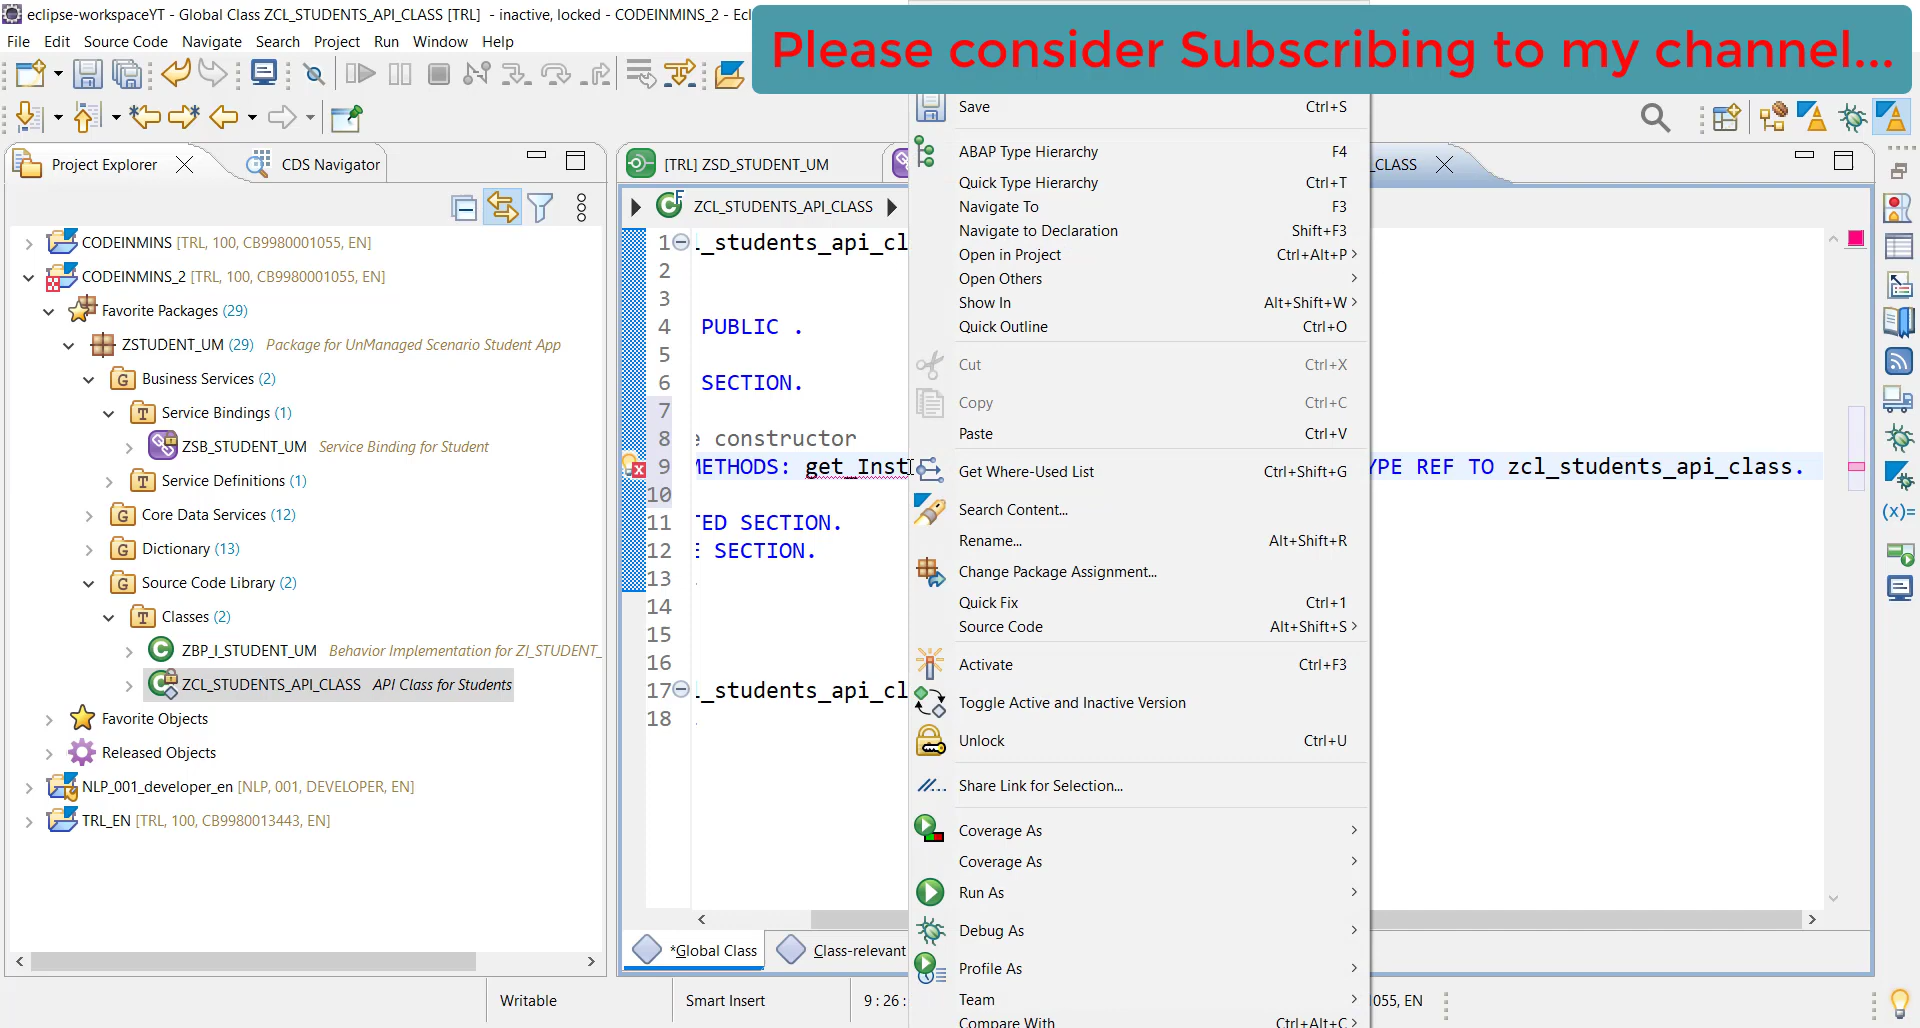 eclipse-workspaceYT - Global Class ZCL_STUDENTS_API_CLASS [TRL] - inactive, locked - CODEINMINS_2 - Ecl
Please consider Subscribing to my channel...
File Edit Source Code Navigate Search Project Run Window Help
Project Explorer
CDS Navigator
CODEINMINS [TRL, 100, CB9980001055, EN]
CODEINMINS_2 [TRL, 100, CB9980001055, EN]
Favorite Packages (29)
ZSTUDENT_UM (29) Package for UnManaged Scenario Student App
Business Services (2)
Service Bindings (1)
ZSB_STUDENT_UM Service Binding for Student
Service Definitions (1)
Core Data Services (12)
Dictionary (13)
Source Code Library (2)
Classes (2)
ZBP_I_STUDENT_UM Behavior Implementation for ZI_STUDENT_
ZCL_STUDENTS_API_CLASS API Class for Students
Favorite Objects
Released Objects
NLP_001_developer_en [NLP, 001, DEVELOPER, EN]
TRL_EN [TRL, 100, CB9980013443, EN]
[TRL] ZSD_STUDENT_UM
_CLASS
ZCL_STUDENTS_API_CLASS
1 l_students_api_cl
2
3
4 PUBLIC .
5
6 SECTION.
7
8 e constructor
9 METHODS: get_Inst YPE REF TO zcl_students_api_class.
10
11 TED SECTION.
12 E SECTION.
13 .
14
15
16
17 l_students_api_cl
18 .
Save Ctrl+S
ABAP Type Hierarchy F4
Quick Type Hierarchy Ctrl+T
Navigate To F3
Navigate to Declaration Shift+F3
Open in Project Ctrl+Alt+P
Open Others
Show In Alt+Shift+W
Quick Outline Ctrl+O
Cut Ctrl+X
Copy Ctrl+C
Paste Ctrl+V
Get Where-Used List Ctrl+Shift+G
Search Content...
Rename... Alt+Shift+R
Change Package Assignment...
Quick Fix Ctrl+1
Source Code Alt+Shift+S
Activate Ctrl+F3
Toggle Active and Inactive Version
Unlock Ctrl+U
Share Link for Selection...
Coverage As
Coverage As
Run As
Debug As
Profile As
Team
Compare With Ctrl+Alt+C
*Global Class
Class-relevant
Writable
Smart Insert
9 : 26 :
055, EN